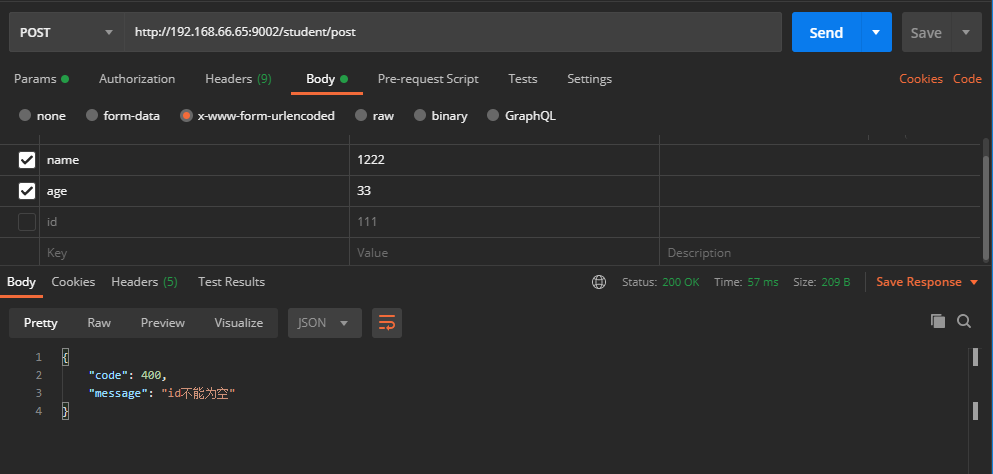 POST http://192.168.66.65:9002/student/post Send Save
Params Authorization Headers (9) Body Pre-request Script Tests Settings Cookies Code
none form-data x-www-form-urlencoded raw binary GraphQL
name 1222
age 33
id 111
Key Value Description
Body Cookies Headers (5) Test Results Status: 200 OK Time: 57 ms Size: 209 B Save Response
Pretty Raw Preview Visualize JSON
1 {
2 "code": 400,
3 "message": "id不能为空"
4 }